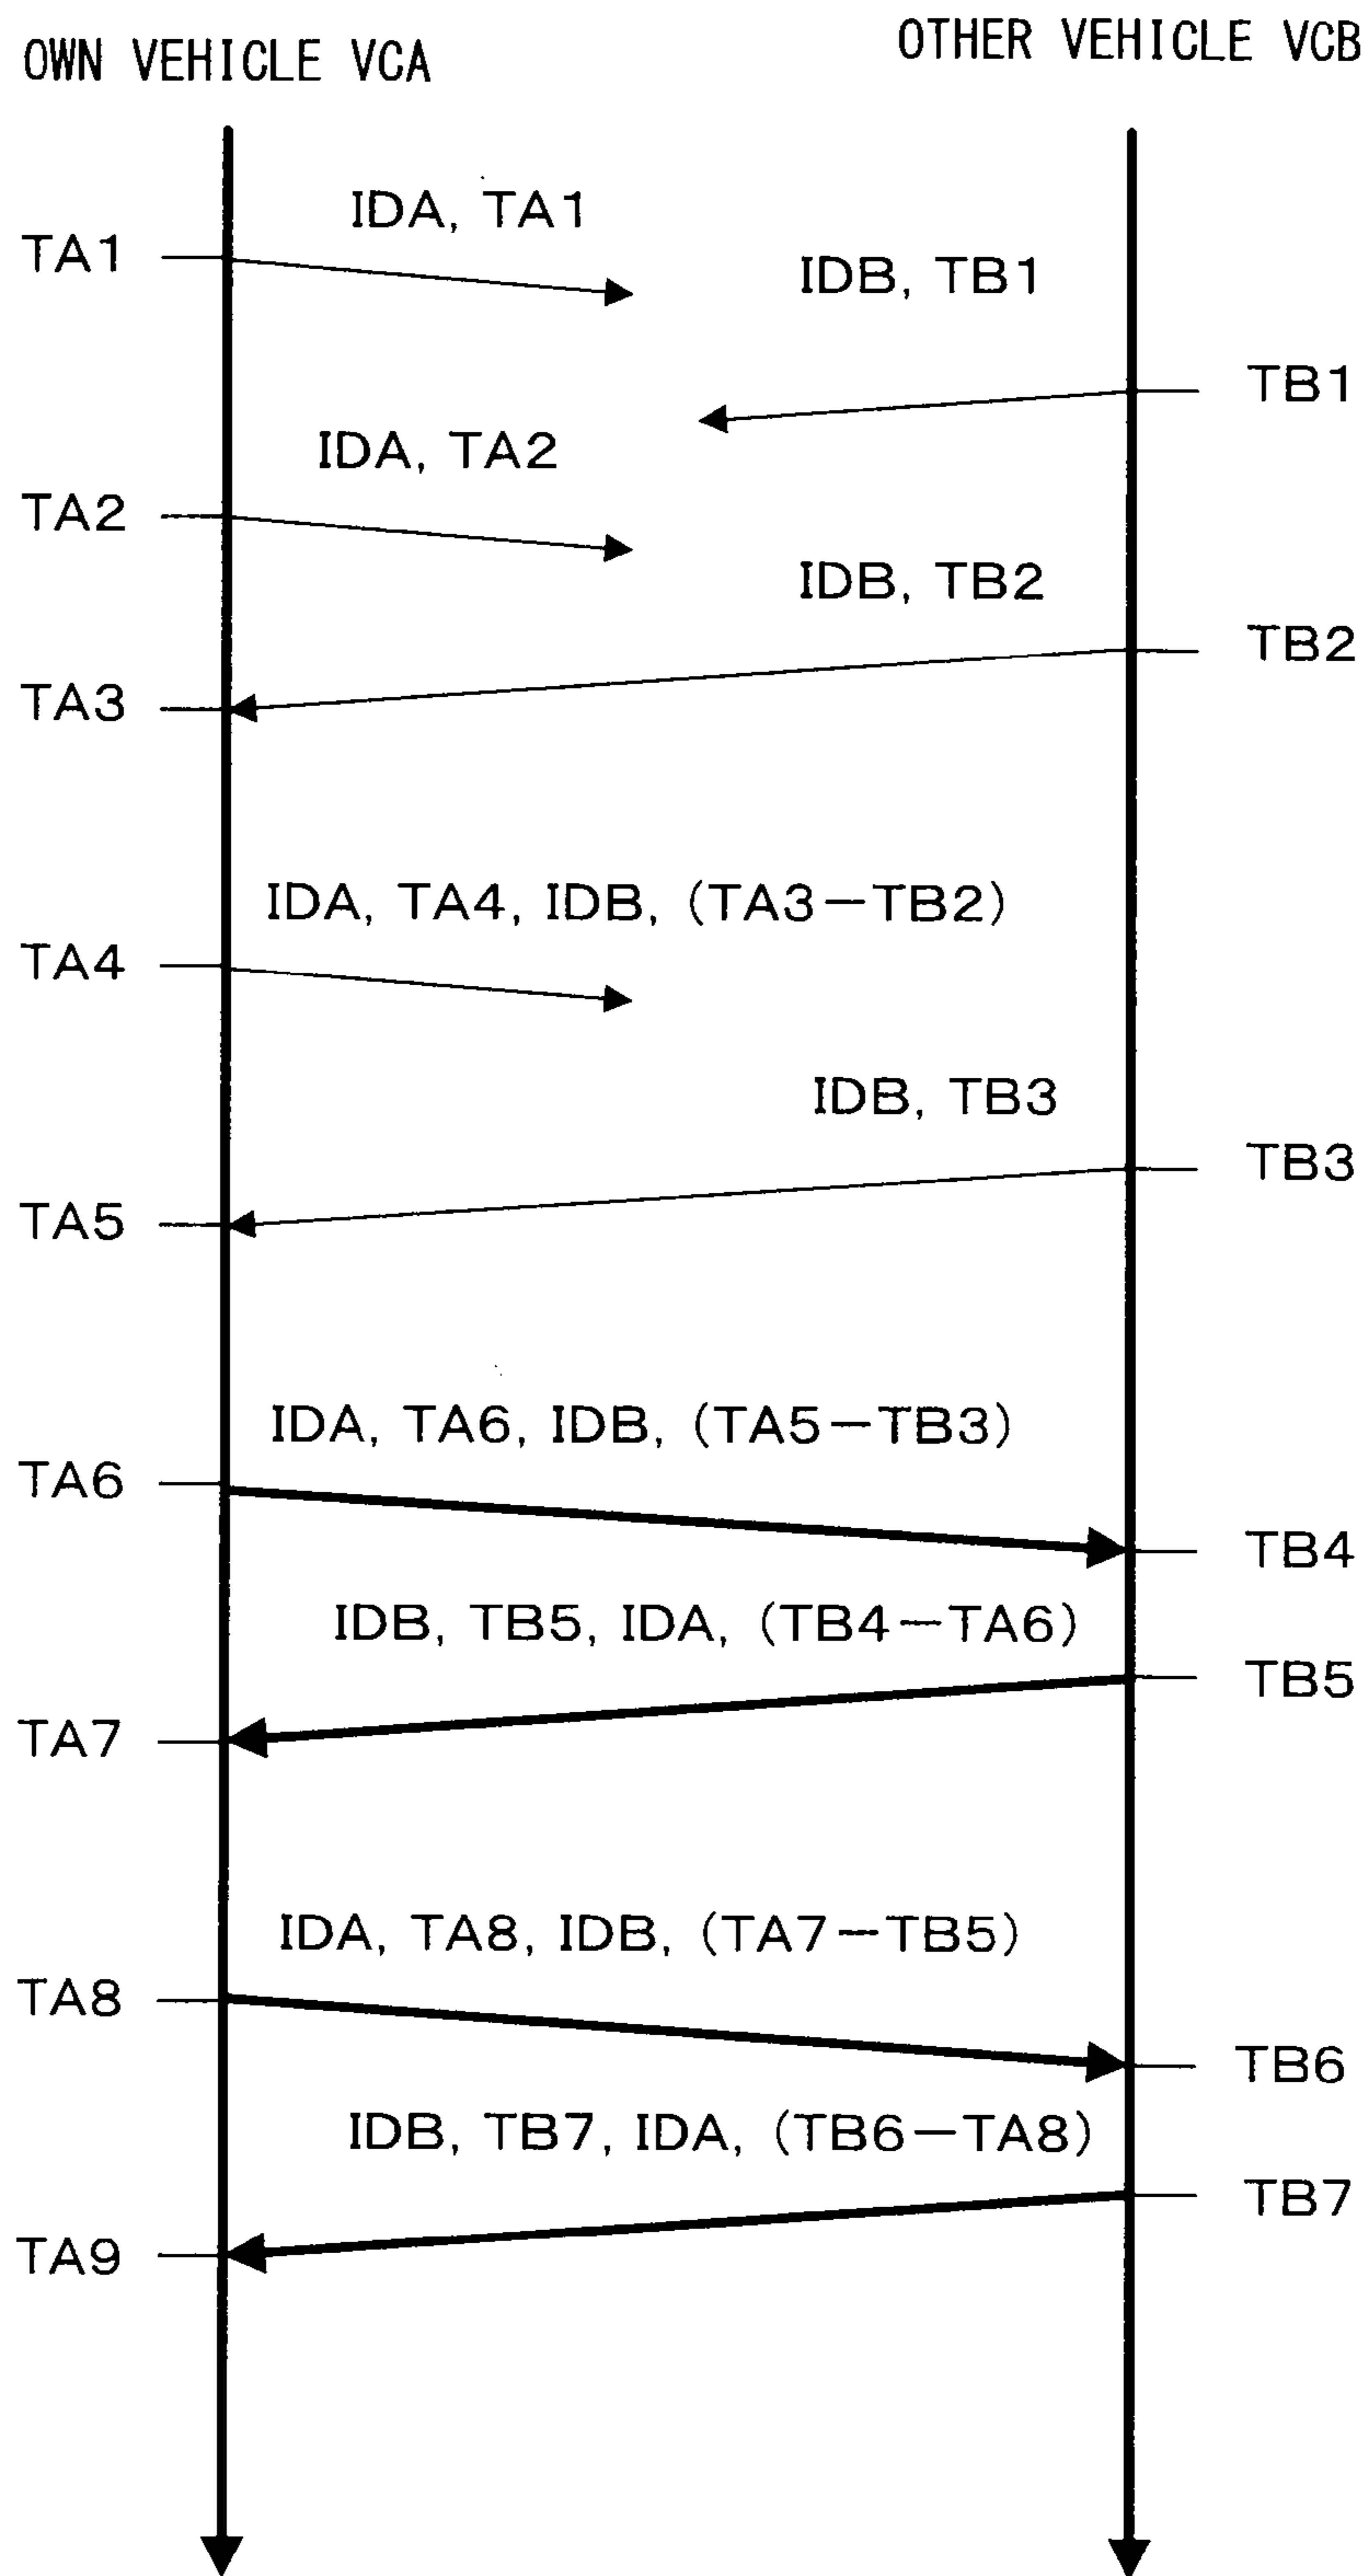 OWN VEHICLE VCA
OTHER VEHICLE VCB
IDA, TA1
TA1
IDB, TB1
TB1
IDA, TA2
TA2
IDB, TB2
TB2
TA3
IDA, TA4, IDB, (TA3−TB2)
TA4
IDB, TB3
TB3
TA5
IDA, TA6, IDB, (TA5−TB3)
TA6
TB4
IDB, TB5, IDA, (TB4−TA6)
TB5
TA7
IDA, TA8, IDB, (TA7−TB5)
TA8
TB6
IDB, TB7, IDA, (TB6−TA8)
TB7
TA9